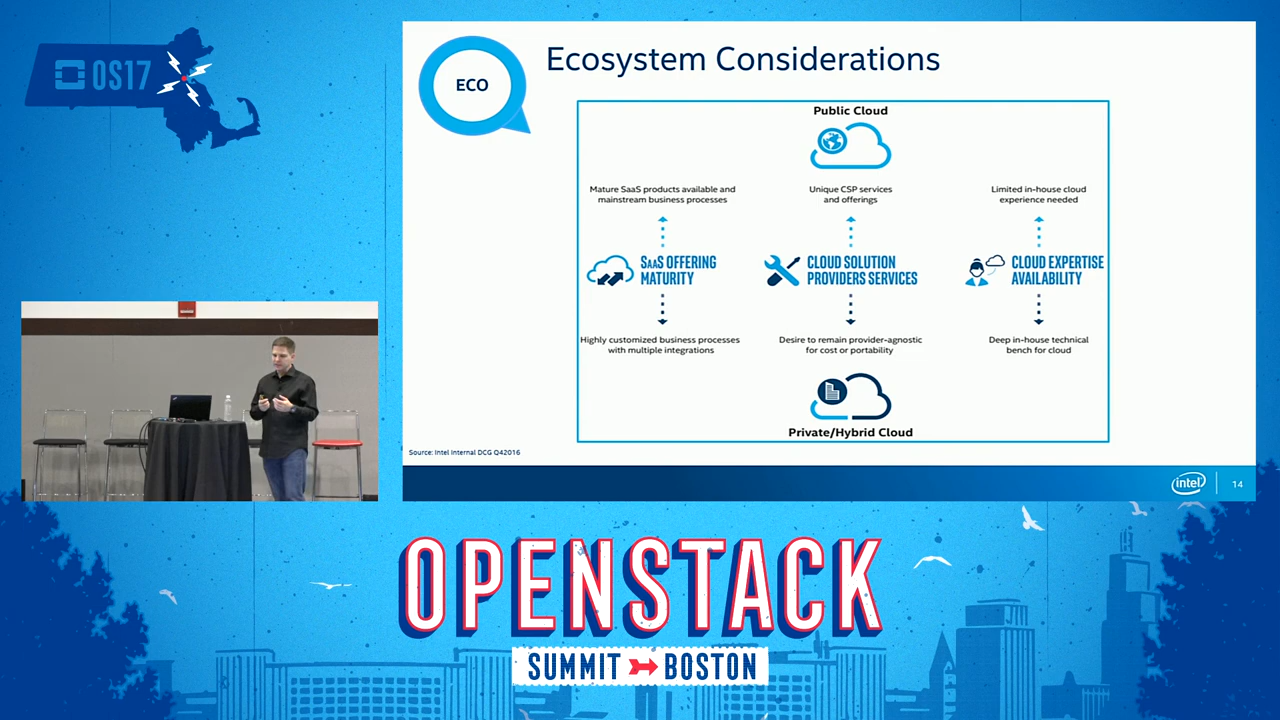 OS17
ECO
Ecosystem Considerations
Public Cloud
Mature SaaS products available and
mainstream business processes
Unique CSP services
and offerings
Limited in-house cloud
experience needed
SAAS OFFERING
MATURITY
CLOUD SOLUTION
PROVIDERS SERVICES
CLOUD EXPERTISE
AVAILABILITY
Highly customized business processes
with multiple integrations
Desire to remain provider-agnostic
for cost or portability
Deep in-house technical
bench for cloud
Private/Hybrid Cloud
Source: Intel Internal DCG Q42016
intel
14
OPENSTACK
SUMMIT BOSTON